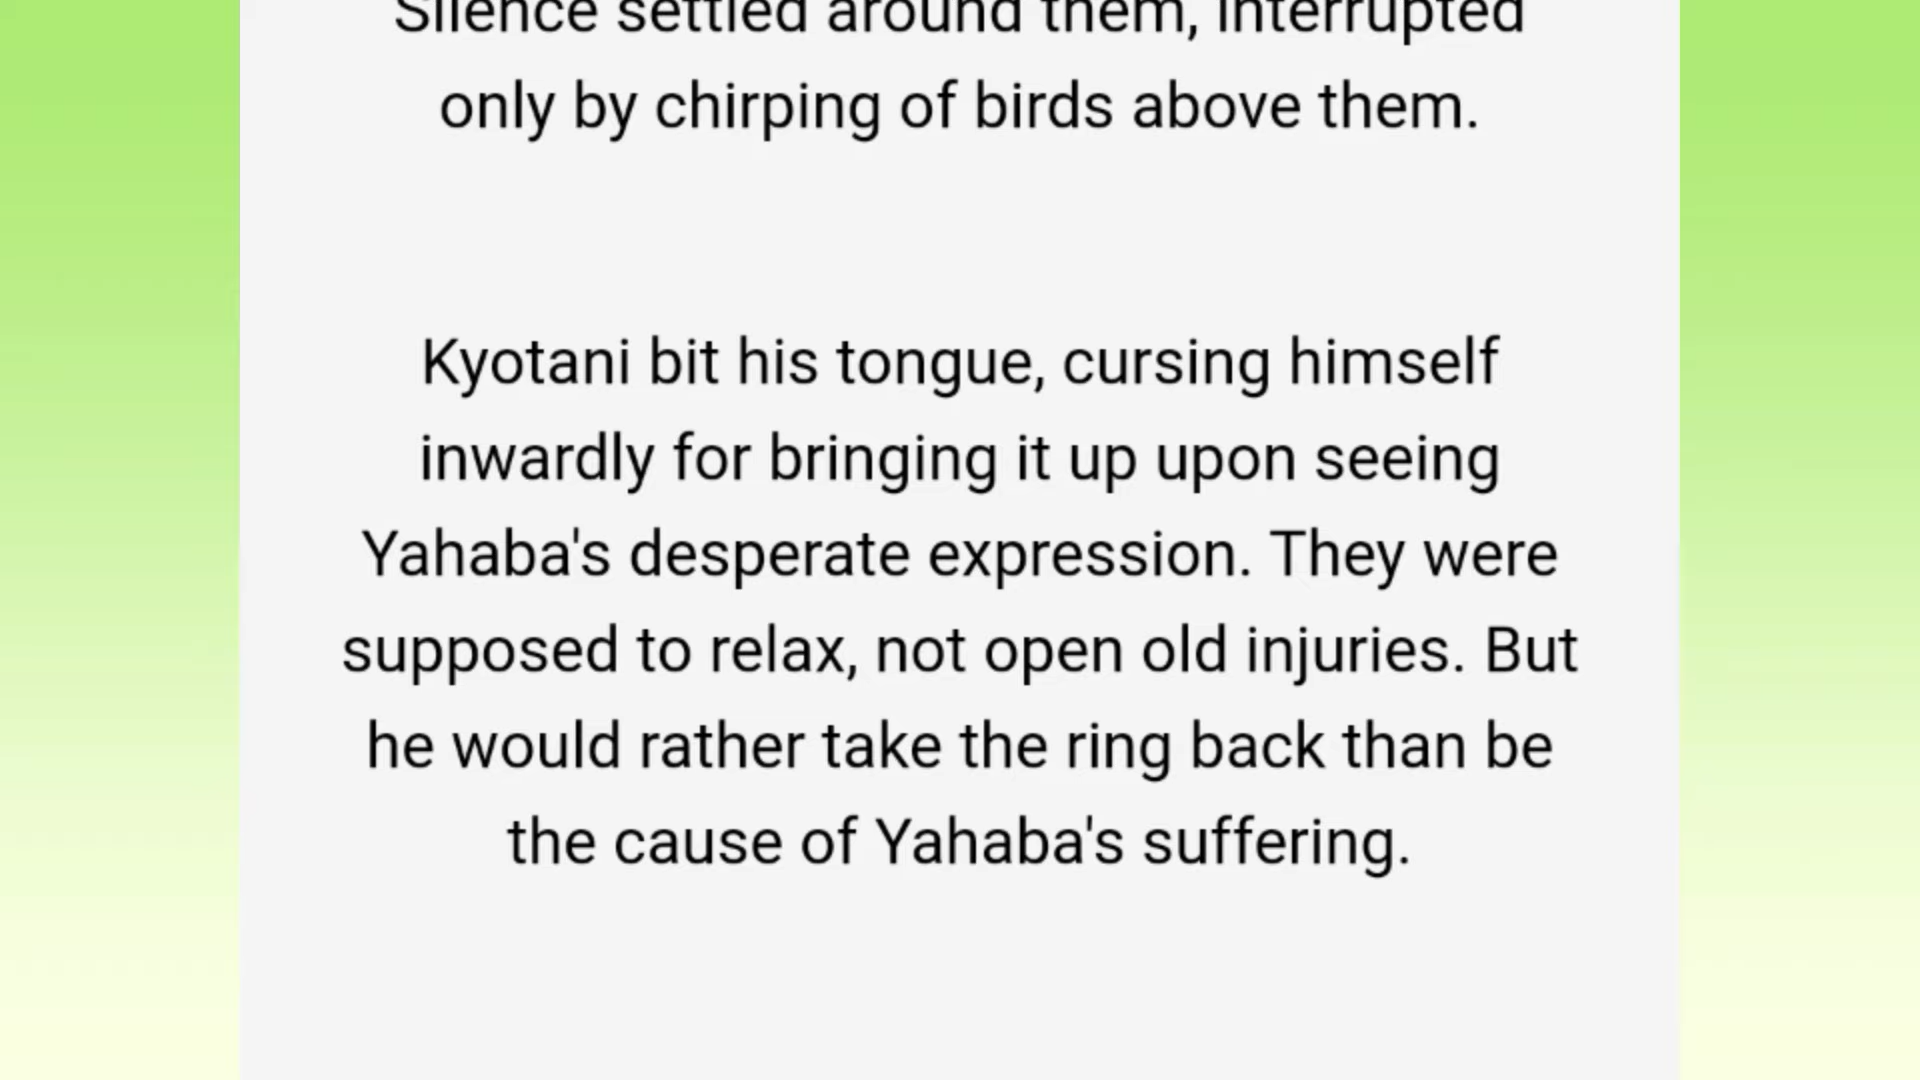 Silence settled around them, interrupted
only by chirping of birds above them.
Kyotani bit his tongue, cursing himself
inwardly for bringing it up upon seeing
Yahaba's desperate expression. They were
supposed to relax, not open old injuries. But
he would rather take the ring back than be
the cause of Yahaba's suffering.